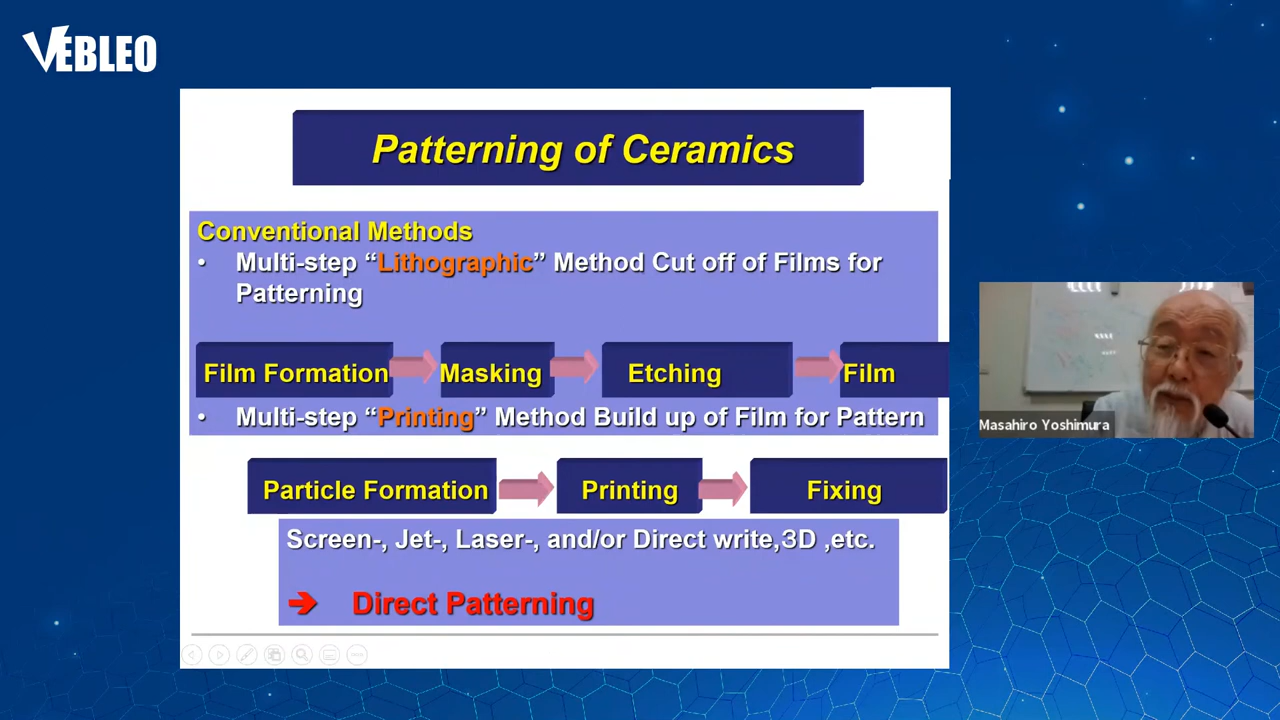 VEBLEO
Patterning of Ceramics
Conventional Methods
• Multi-step “Lithographic” Method Cut off of Films for
Patterning
Film Formation
Masking
Etching
Film
• Multi-step “Printing” Method Build up of Film for Pattern
Particle Formation
Printing
Fixing
Screen-, Jet-, Laser-, and/or Direct write,3D ,etc.
➔ Direct Patterning
Masahiro Yoshimura